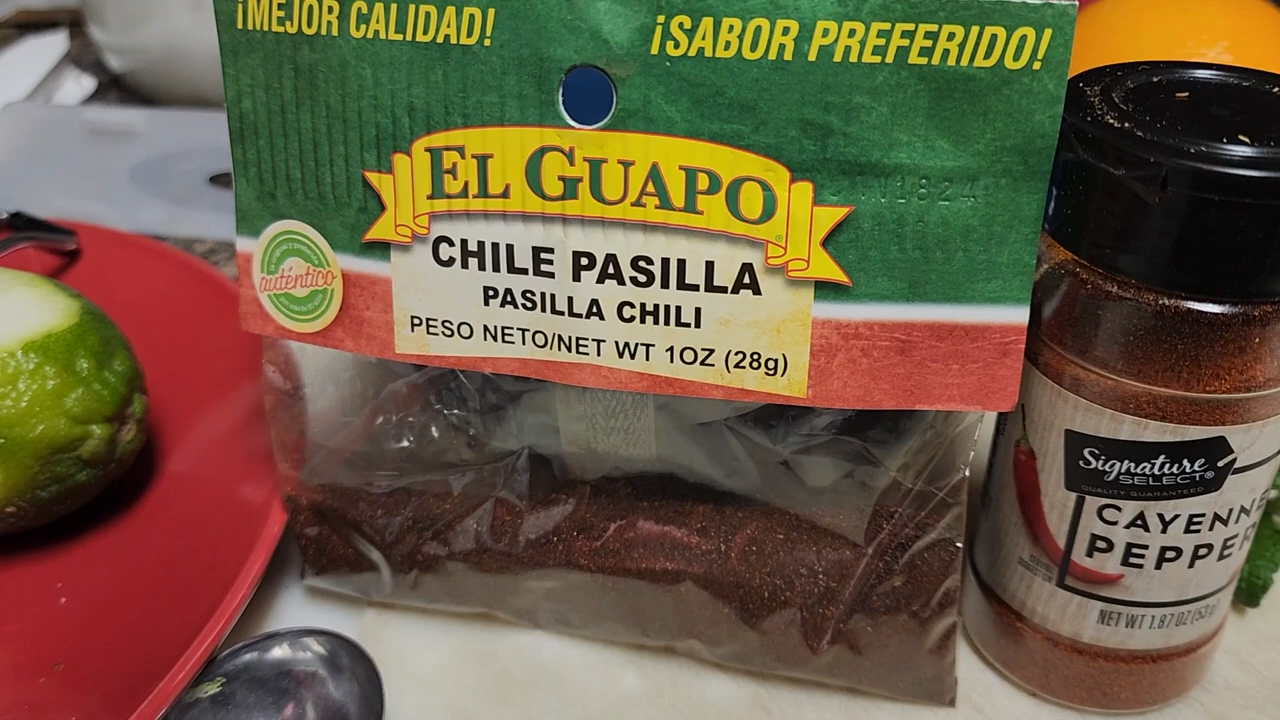 ¡MEJOR CALIDAD!
¡SABOR PREFERIDO!
EL GUAPO®
auténtico
CHILE PASILLA
PASILLA CHILI
PESO NETO/NET WT 1OZ (28g)
Signature
SELECT®
QUALITY GUARANTEED
CAYENNE
PEPPER
NET WT 1.87 OZ (53g)